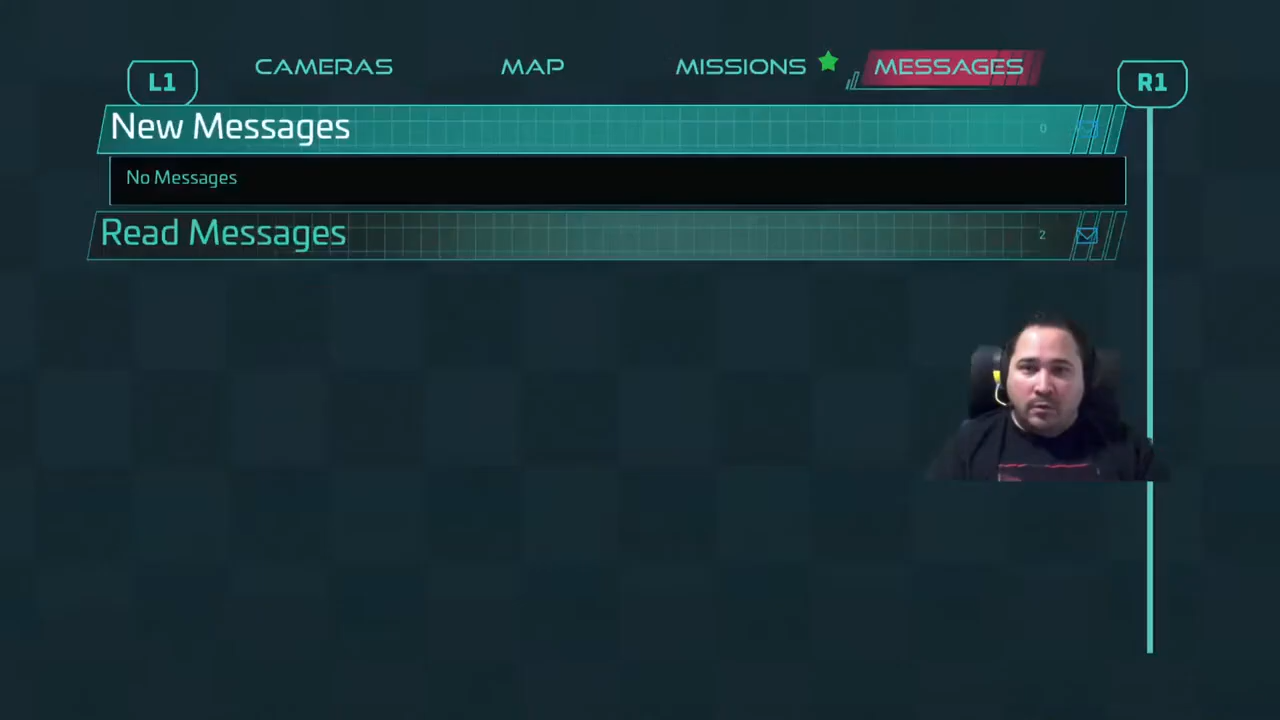 L1
CAMERAS
MAP
MISSIONS
MESSAGES
R1
New Messages
0
No Messages
Read Messages
2